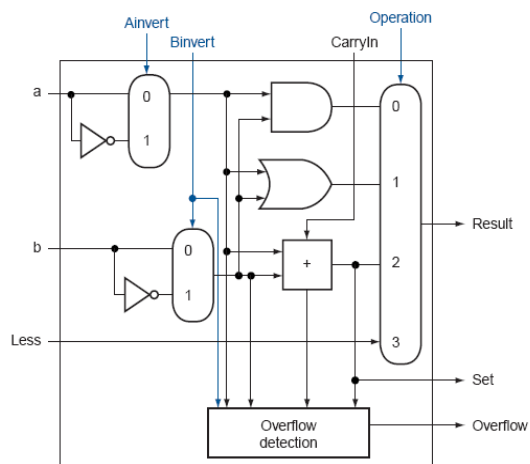 Operation
Ainvert
Binvert
CarryIn
a
0
1
0
1
Result
b
0
1
+
2
Less
3
Set
Overflow
detection
Overflow